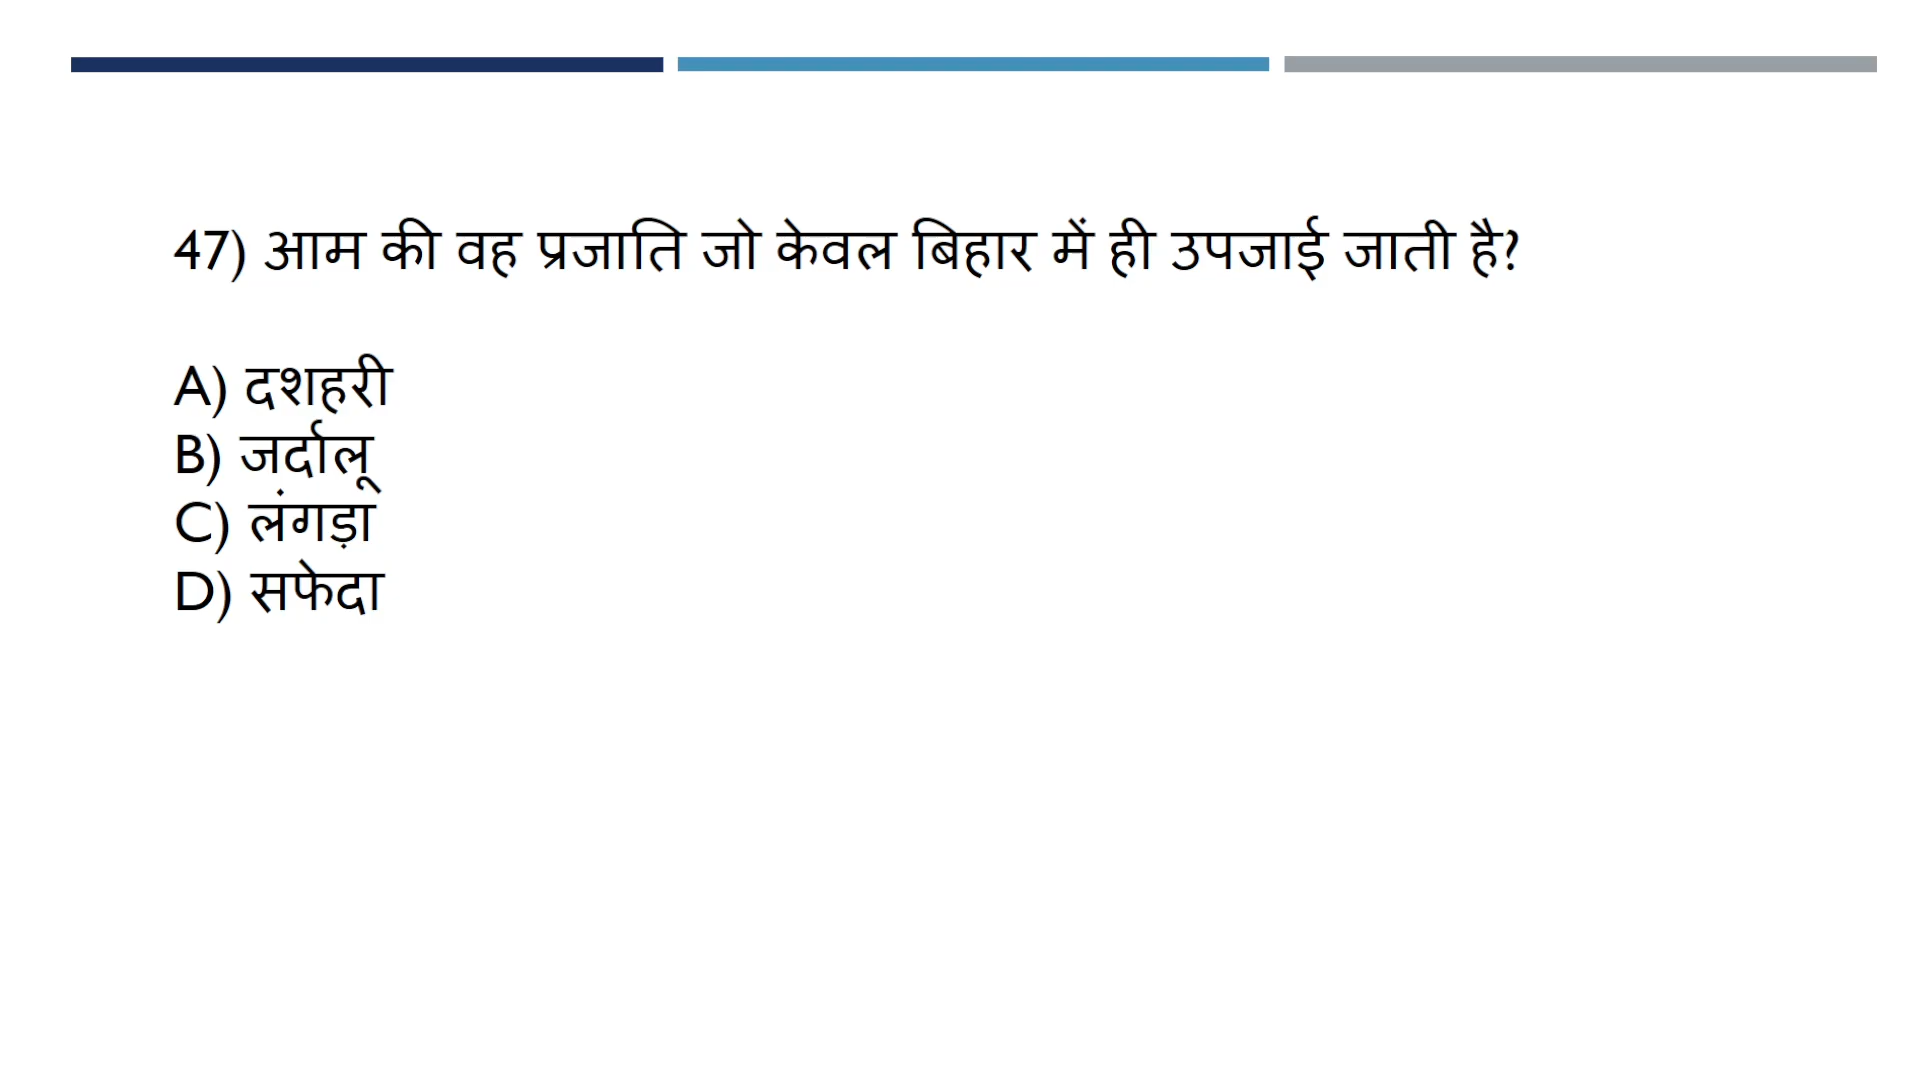 47) आम की वह प्रजाति जो केवल बिहार में ही उपजाई जाती है?
A) दशहरी
B) जर्दालू
C) लंगड़ा
D) सफेदा